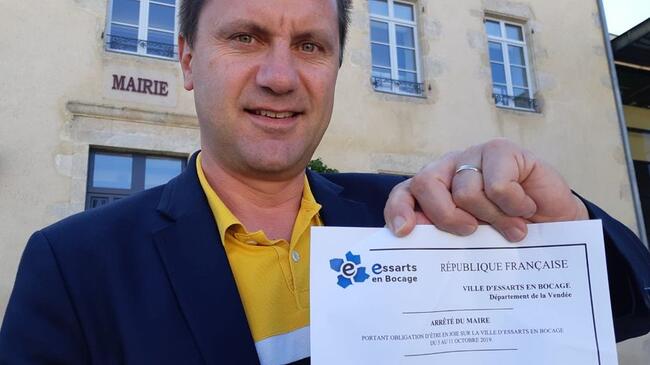 MAIRIE
essarts
en Bocage
RÉPUBLIQUE FRANÇAISE
VILLE D'ESSARTS EN BOCAGE
Département de la Vendée
ARRÊTÉ DU MAIRE
PORTANT OBLIGATION D'ÊTRE EN JOIE SUR LA VILLE D'ESSARTS EN BOCAGE
DU 5 AU 11 OCTOBRE 2019